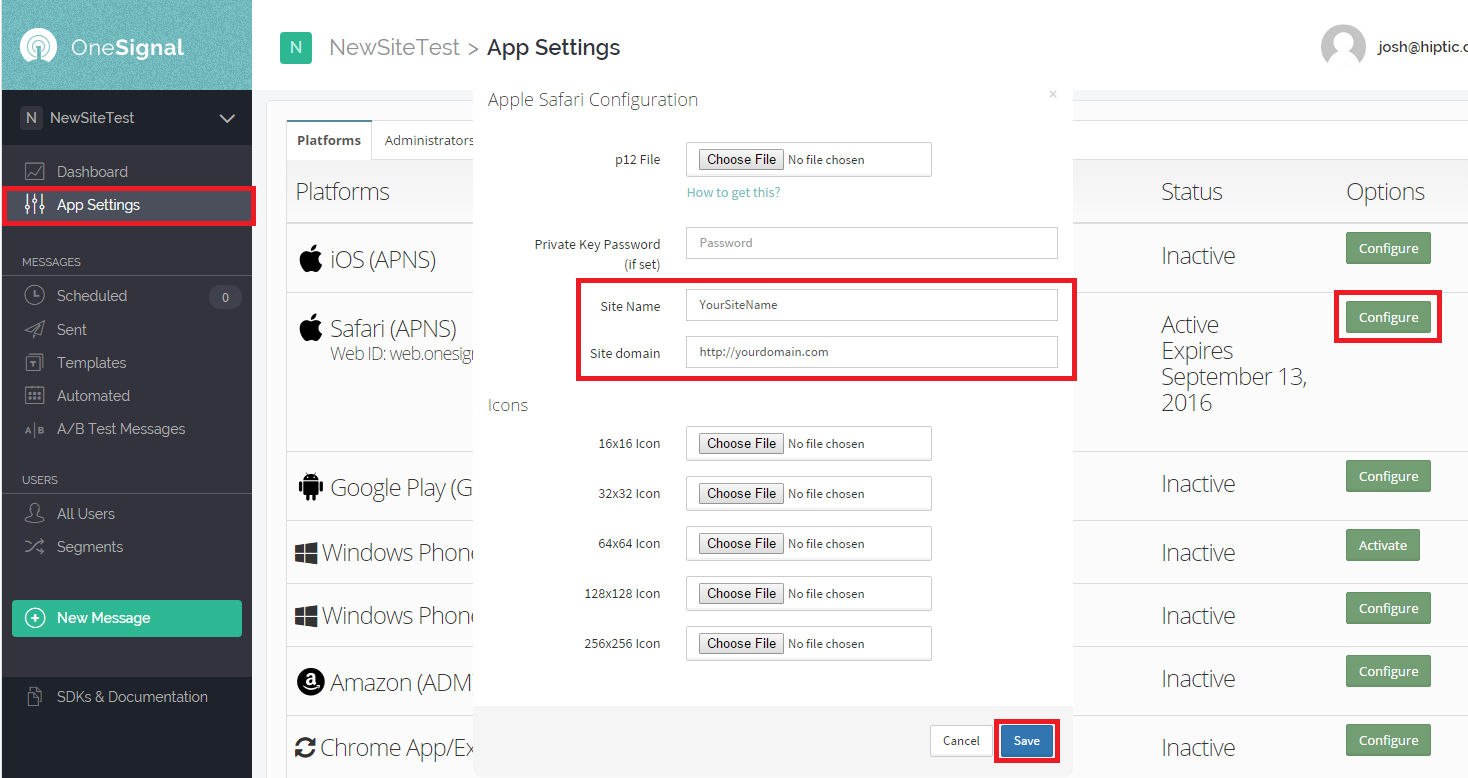 OneSignal
N NewSiteTest
Dashboard
App Settings
MESSAGES
Scheduled 0
Sent
Templates
Automated
A/B A/B Test Messages
USERS
All Users
Segments
New Message
SDKs & Documentation
N NewSiteTest > App Settings
josh@hiptic.c
Platforms Administrators
Platforms Status Options
iOS (APNS) Inactive Configure
Safari (APNS) Configure
Web ID: web.onesign
Active
Expires
September 13,
2016
Google Play (G Inactive Configure
Windows Phone Inactive Activate
Windows Phone Inactive Configure
Amazon (ADM Inactive Configure
Chrome App/Ex Inactive Configure
Apple Safari Configuration ×
p12 File Choose File No file chosen
How to get this?
Private Key Password Password
(if set)
Site Name YourSiteName
Site domain http://yourdomain.com
Icons
16x16 Icon Choose File No file chosen
32x32 Icon Choose File No file chosen
64x64 Icon Choose File No file chosen
128x128 Icon Choose File No file chosen
256x256 Icon Choose File No file chosen
Cancel Save